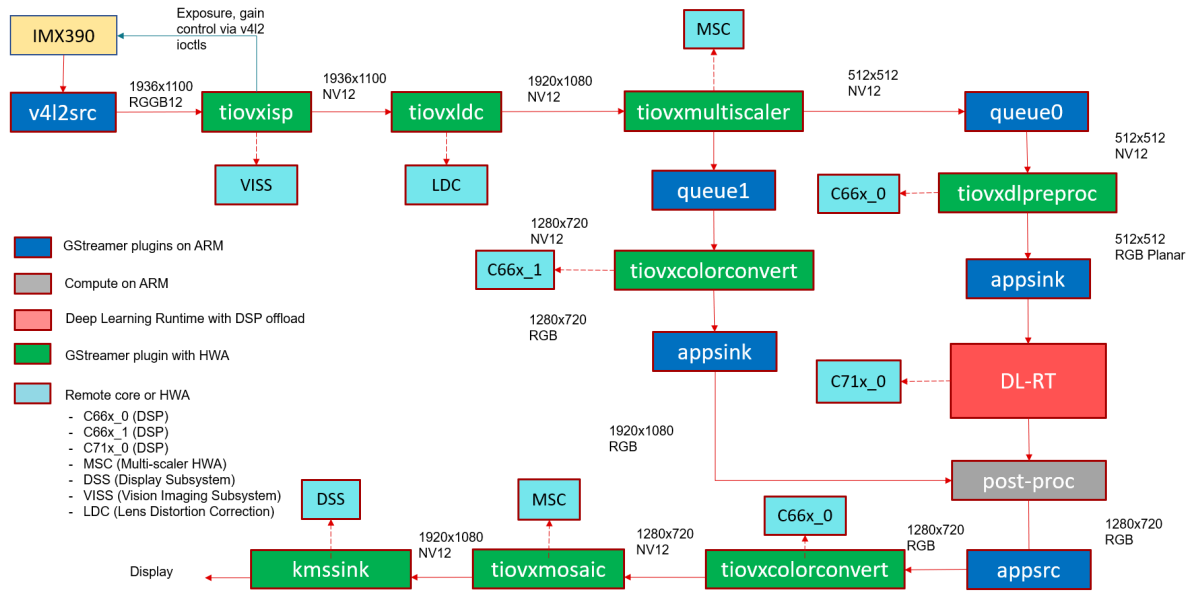 Exposure, gain
control via v4l2
ioctls
IMX390
MSC
1936x1100
RGGB12
1936x1100
NV12
1920x1080
NV12
512x512
NV12
v4l2src
tiovxisp
tiovxldc
tiovxmultiscaler
queue0
512x512
NV12
VISS
LDC
queue1
C66x_0
tiovxdlpreproc
1280x720
NV12
512x512
RGB Planar
GStreamer plugins on ARM
C66x_1
tiovxcolorconvert
appsink
Compute on ARM
1280x720
RGB
Deep Learning Runtime with DSP offload
GStreamer plugin with HWA
appsink
C71x_0
DL-RT
Remote core or HWA
- C66x_0 (DSP)
- C66x_1 (DSP)
- C71x_0 (DSP)
- MSC (Multi-scaler HWA)
- DSS (Display Subsystem)
- VISS (Vision Imaging Subsystem)
- LDC (Lens Distortion Correction)
1920x1080
RGB
post-proc
DSS
MSC
C66x_0
1920x1080
NV12
1280x720
NV12
1280x720
RGB
1280x720
RGB
Display
kmssink
tiovxmosaic
tiovxcolorconvert
appsrc